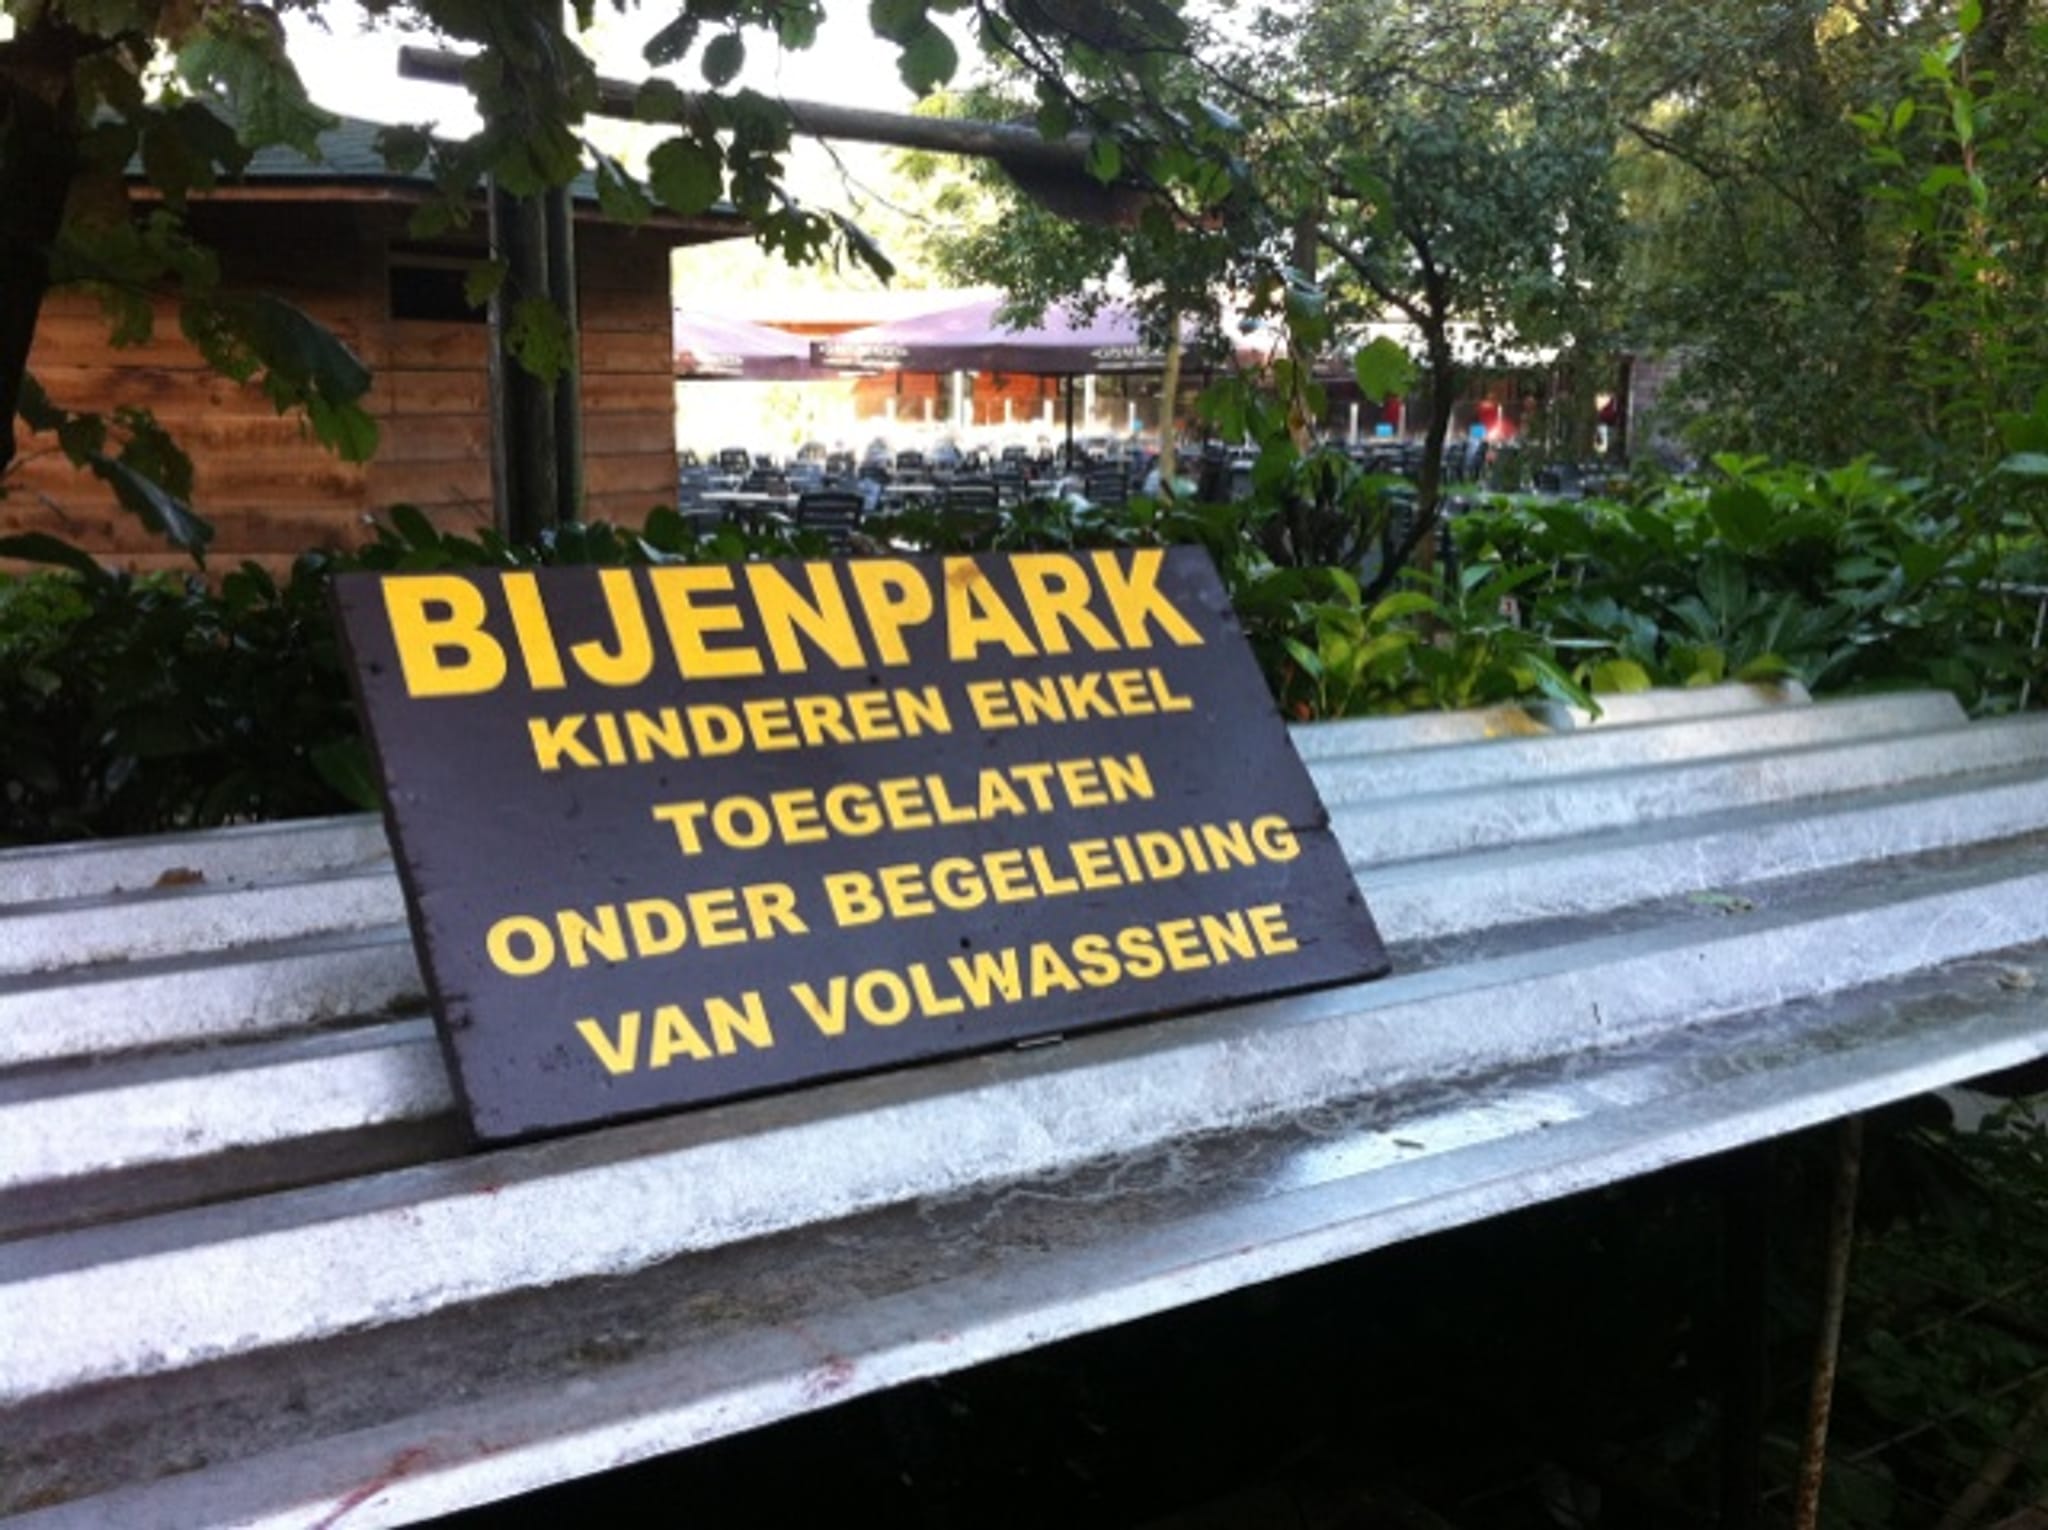 BIJENPARK
KINDEREN ENKEL
TOEGELATEN
ONDER BEGELEIDING
VAN VOLWASSENE